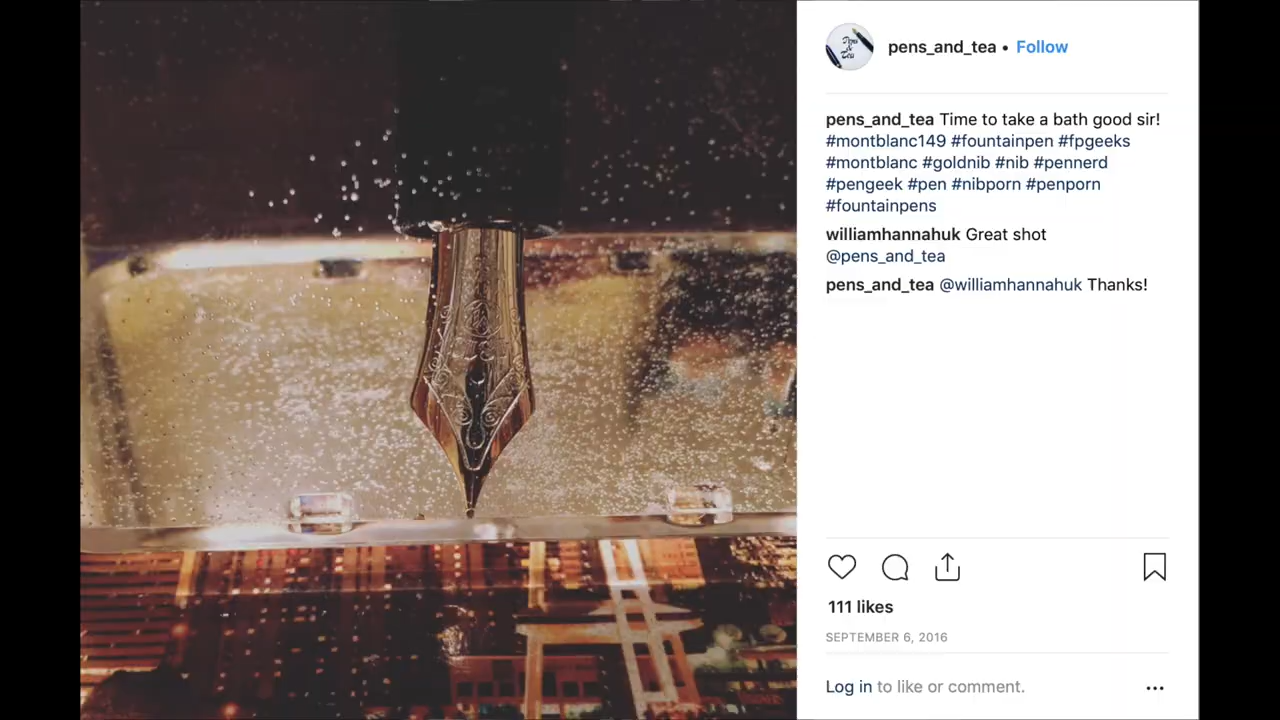 pens_and_tea • Follow
pens_and_tea Time to take a bath good sir!
#montblanc149 #fountainpen #fpgeeks
#montblanc #goldnib #nib #pennerd
#pengeek #pen #nibporn #penporn
#fountainpens
williamhannahuk Great shot
@pens_and_tea
pens_and_tea @williamhannahuk Thanks!
111 likes
SEPTEMBER 6, 2016
Log in to like or comment.